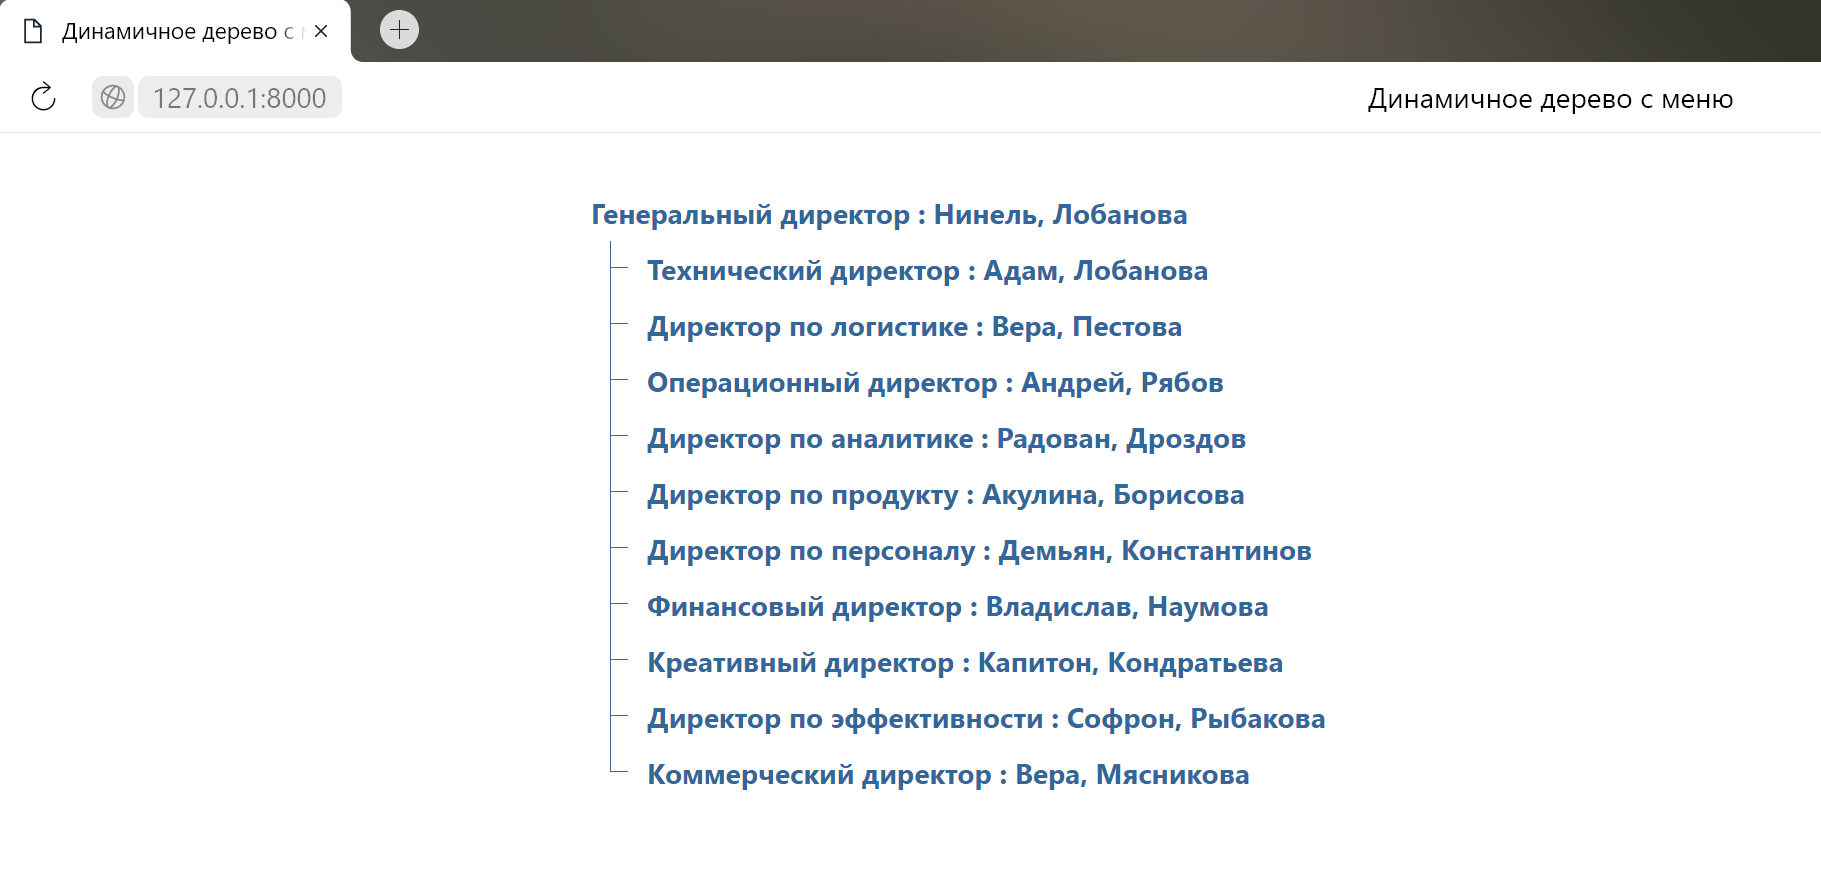 Динамичное дерево с
127.0.0.1:8000
Динамичное дерево с меню
Генеральный директор : Нинель, Лобанова
Технический директор : Адам, Лобанова
Директор по логистике : Вера, Пестова
Операционный директор : Андрей, Рябов
Директор по аналитике : Радован, Дроздов
Директор по продукту : Акулина, Борисова
Директор по персоналу : Демьян, Константинов
Финансовый директор : Владислав, Наумова
Креативный директор : Капитон, Кондратьева
Директор по эффективности : Софрон, Рыбакова
Коммерческий директор : Вера, Мясникова